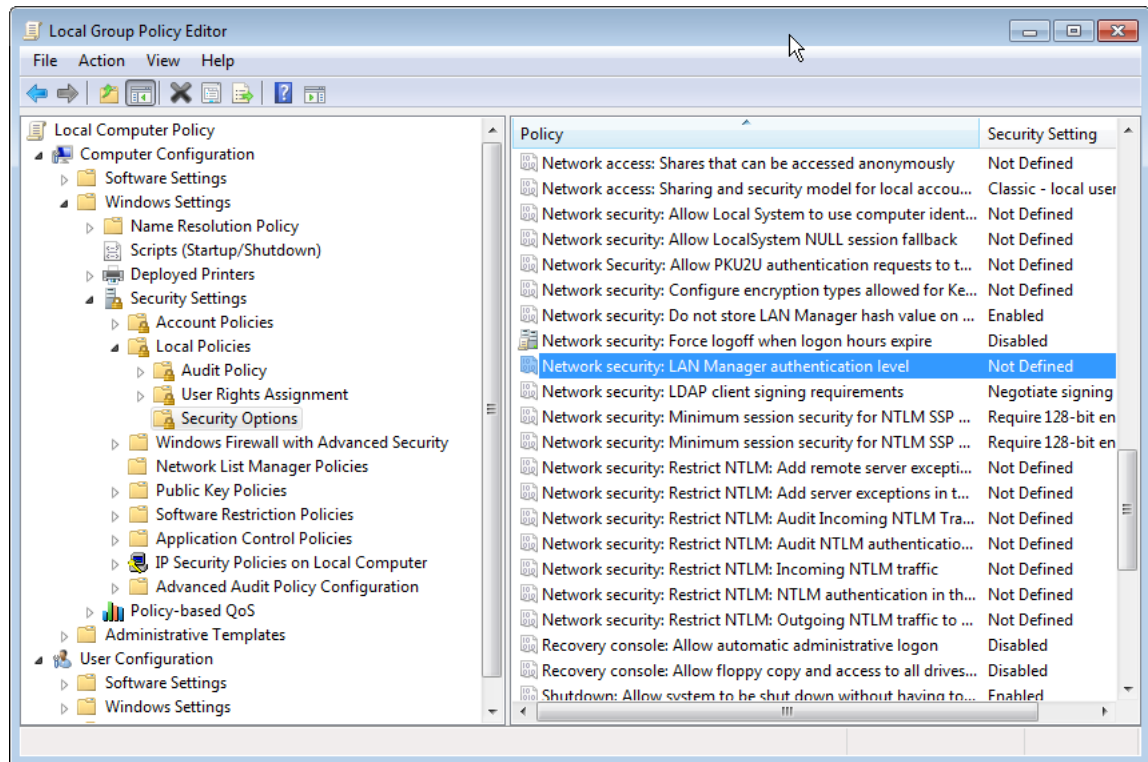 Local Group Policy Editor
File Action View Help
Local Computer Policy
Computer Configuration
Software Settings
Windows Settings
Name Resolution Policy
Scripts (Startup/Shutdown)
Deployed Printers
Security Settings
Account Policies
Local Policies
Audit Policy
User Rights Assignment
Security Options
Windows Firewall with Advanced Security
Network List Manager Policies
Public Key Policies
Software Restriction Policies
Application Control Policies
IP Security Policies on Local Computer
Advanced Audit Policy Configuration
Policy-based QoS
Administrative Templates
User Configuration
Software Settings
Windows Settings
Policy Security Setting
Network access: Shares that can be accessed anonymously Not Defined
Network access: Sharing and security model for local accou... Classic - local user
Network security: Allow Local System to use computer ident... Not Defined
Network security: Allow LocalSystem NULL session fallback Not Defined
Network Security: Allow PKU2U authentication requests to t... Not Defined
Network security: Configure encryption types allowed for Ke... Not Defined
Network security: Do not store LAN Manager hash value on ... Enabled
Network security: Force logoff when logon hours expire Disabled
Network security: LAN Manager authentication level Not Defined
Network security: LDAP client signing requirements Negotiate signing
Network security: Minimum session security for NTLM SSP ... Require 128-bit en
Network security: Minimum session security for NTLM SSP ... Require 128-bit en
Network security: Restrict NTLM: Add remote server excepti... Not Defined
Network security: Restrict NTLM: Add server exceptions in t... Not Defined
Network security: Restrict NTLM: Audit Incoming NTLM Tra... Not Defined
Network security: Restrict NTLM: Audit NTLM authenticatio... Not Defined
Network security: Restrict NTLM: Incoming NTLM traffic Not Defined
Network security: Restrict NTLM: NTLM authentication in th... Not Defined
Network security: Restrict NTLM: Outgoing NTLM traffic to ... Not Defined
Recovery console: Allow automatic administrative logon Disabled
Recovery console: Allow floppy copy and access to all drives... Disabled
Shutdown: Allow system to be shut down without having to... Enabled